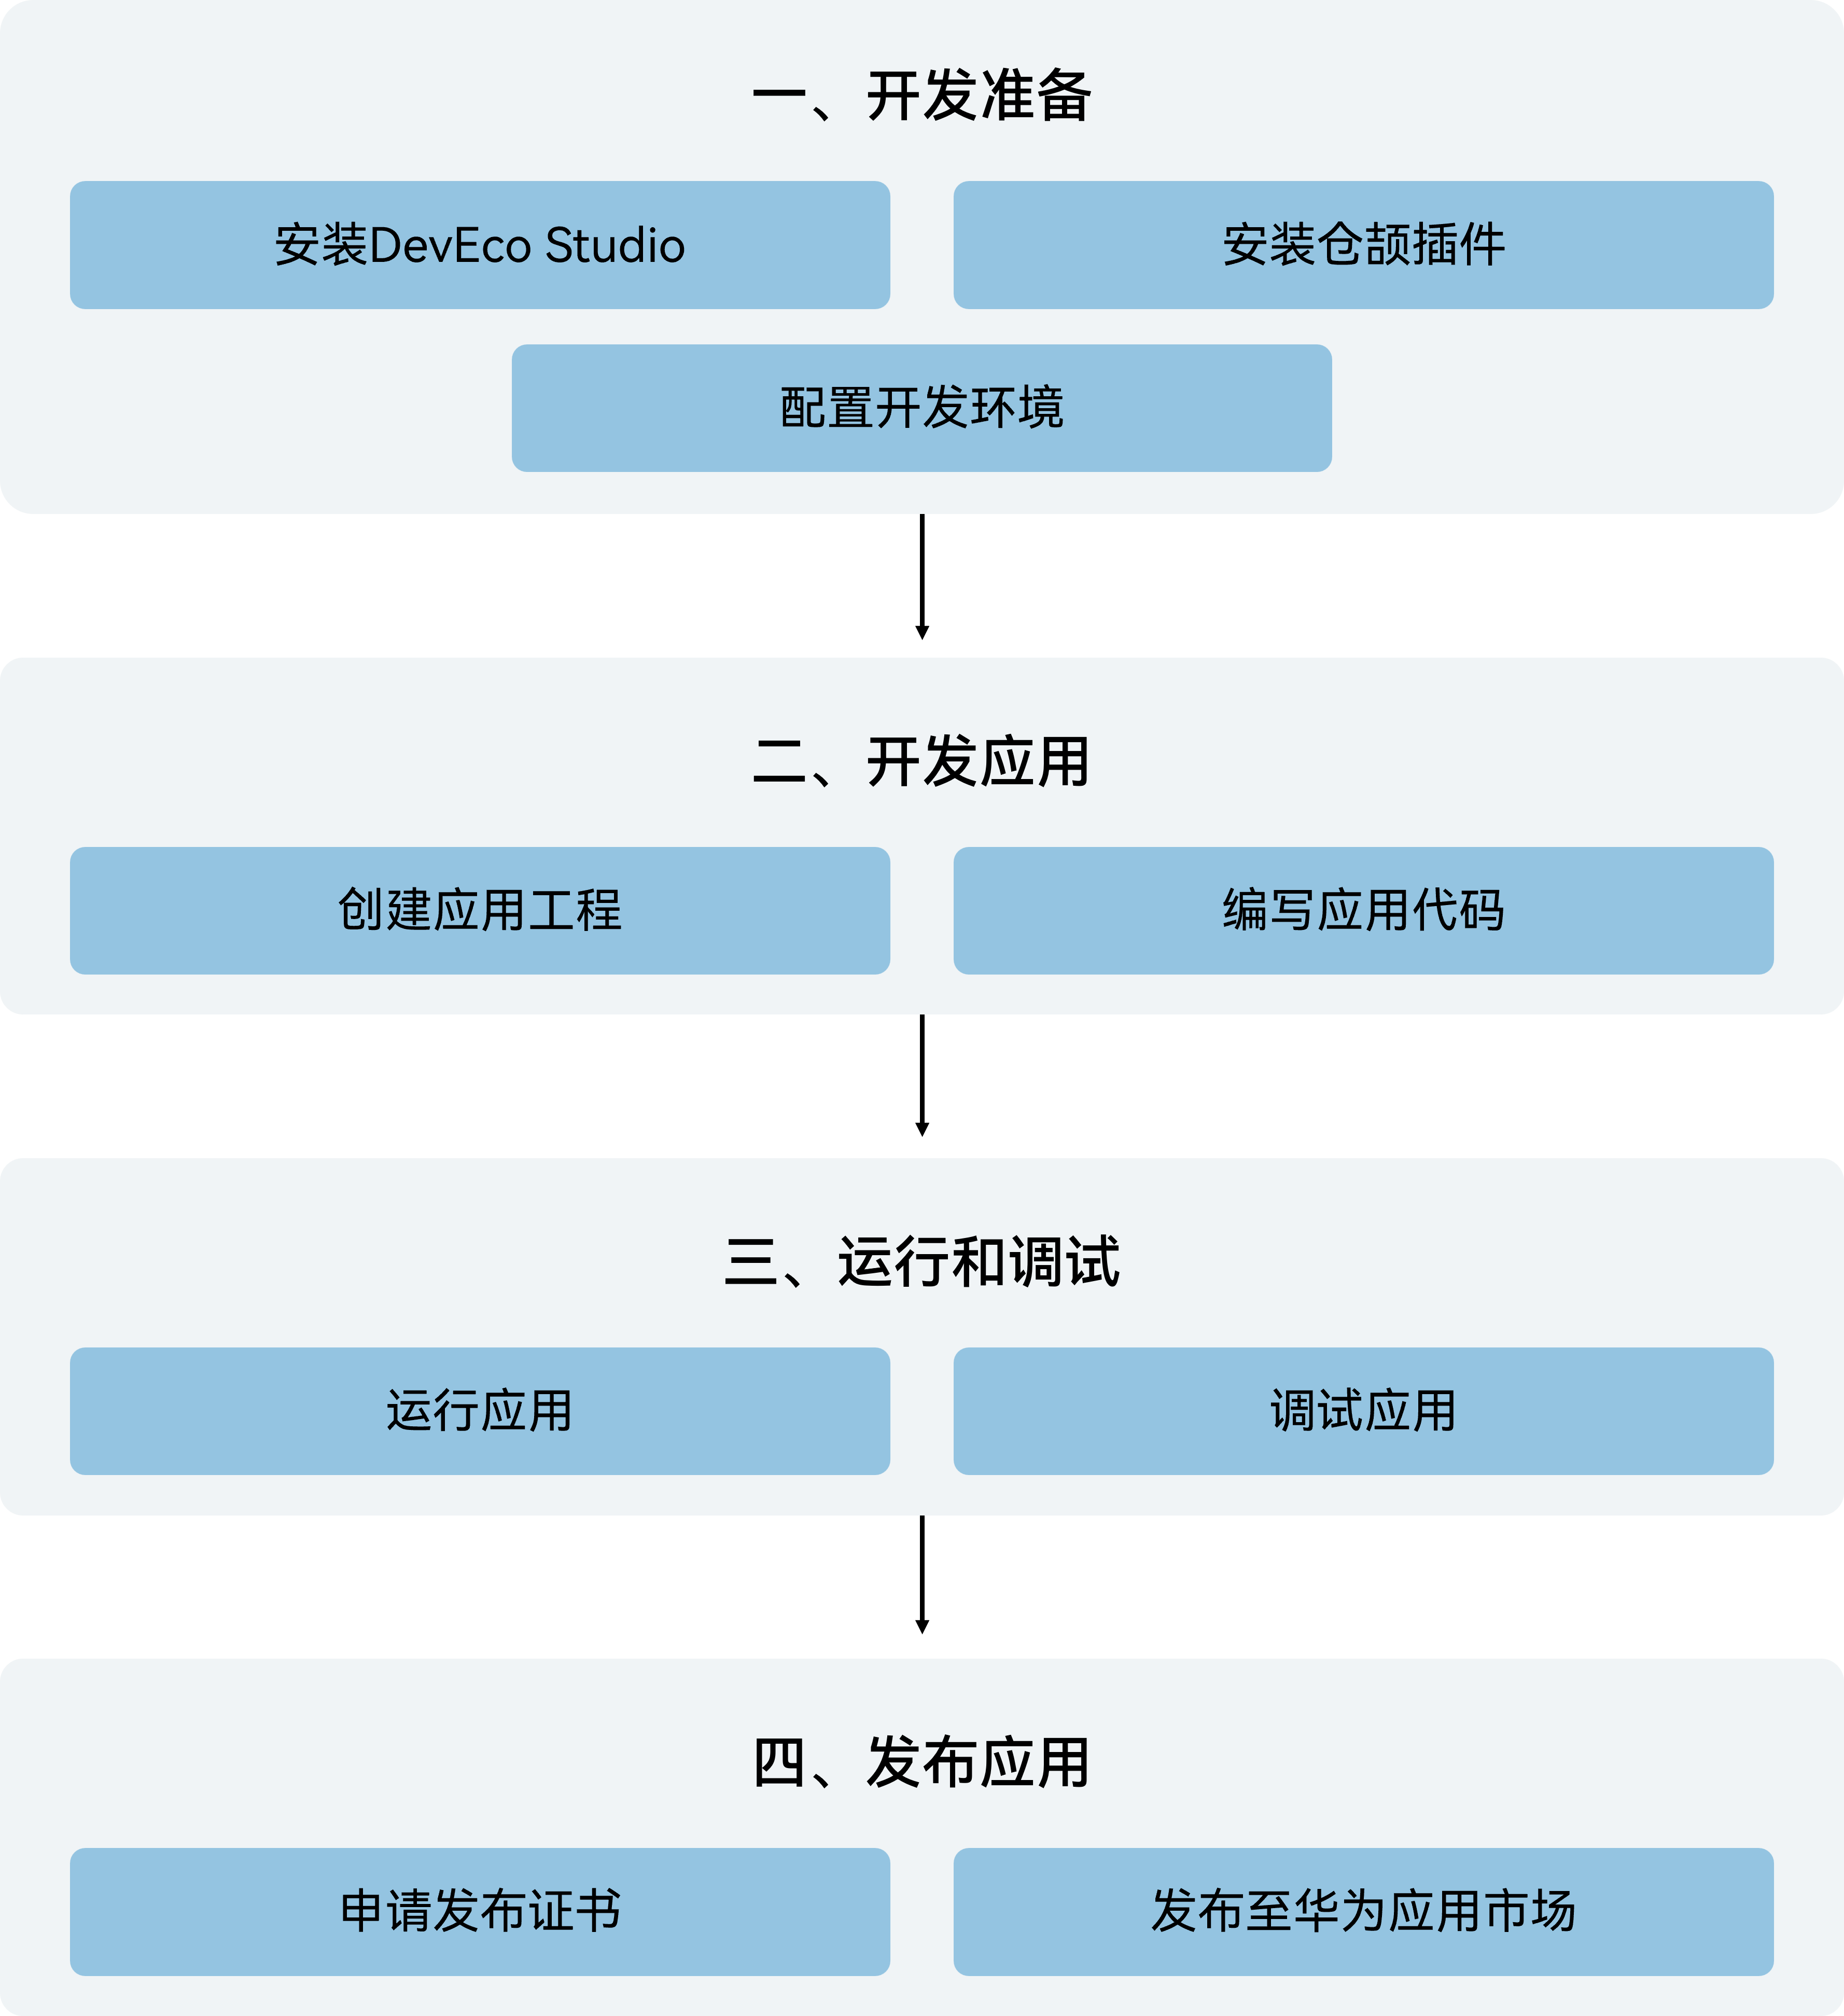 一、开发准备
安装DevEco Studio
安装仓颉插件
配置开发环境
二、开发应用
创建应用工程
编写应用代码
三、运行和调试
运行应用
调试应用
四、发布应用
申请发布证书
发布至华为应用市场